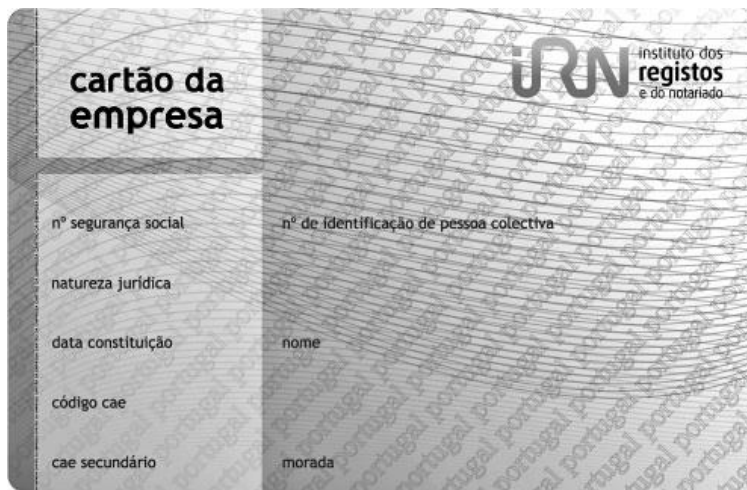 cartão da
empresa
iRN
instituto dos
registos
e do notariado
nº segurança social
nº de identificação de pessoa colectiva
natureza jurídica
data constituição
nome
código cae
cae secundário
morada